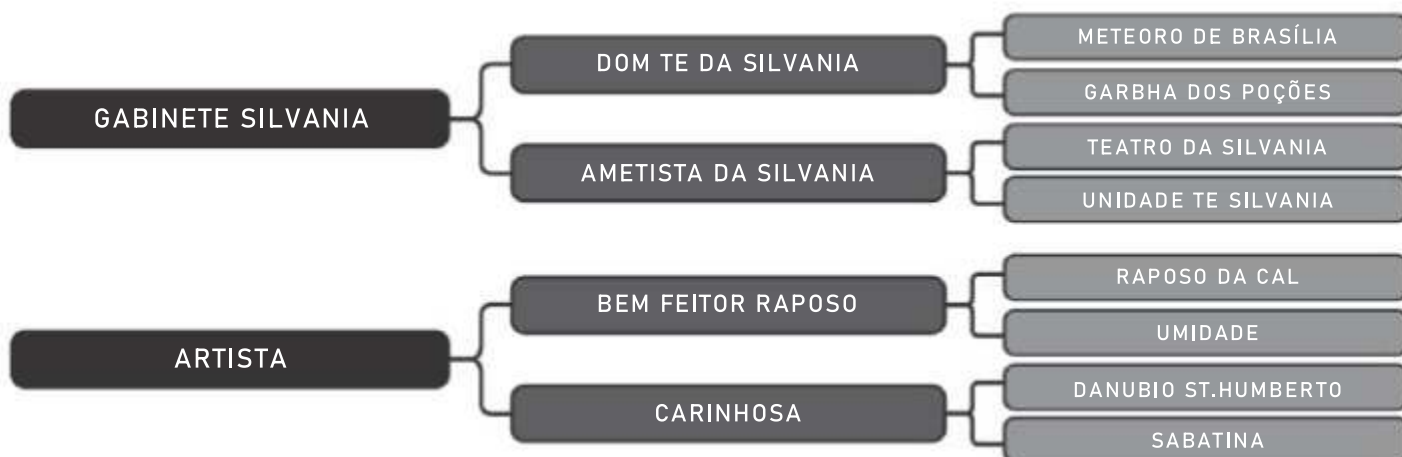 GABINETE SILVANIA
DOM TE DA SILVANIA
METEORO DE BRASÍLIA
GARBHA DOS POÇÕES
AMETISTA DA SILVANIA
TEATRO DA SILVANIA
UNIDADE TE SILVANIA
ARTISTA
BEM FEITOR RAPOSO
RAPOSO DA CAL
UMIDADE
CARINHOSA
DANUBIO ST.HUMBERTO
SABATINA